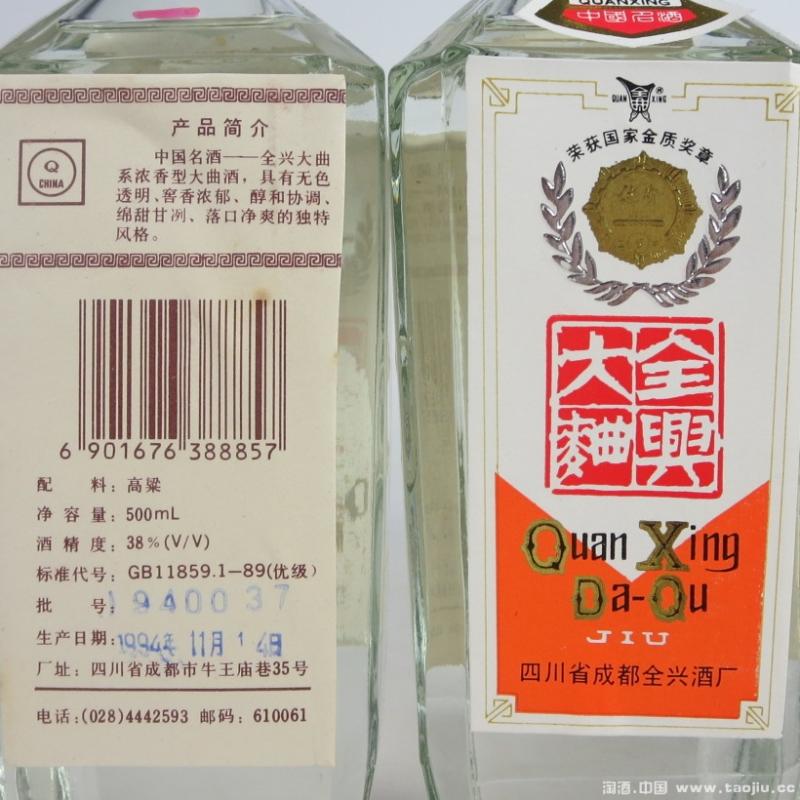 产品简介
Q
CHINA
中国名酒——全兴大曲
系浓香型大曲酒，具有无色
透明、窖香浓郁、醇和协调、
绵甜甘冽、落口净爽的独特
风格。
6 901676 388857
配 料：高粱
净容量：500mL
酒精度：38%(V/V)
标准代号：GB11859.1-89(优级)
批 号：19400 37
生产日期：1994年 11月 14日
厂址：四川省成都市牛王庙巷35号
电话：(028)4442593 邮码：610061
QUANXING
中國名酒
QUAN XING ®
荣获国家金质奖章
全興
大麯
Quan Xing
Da-Qu
JIU
四川省成都全兴酒厂
淘酒.中国 www.taojiu.cc